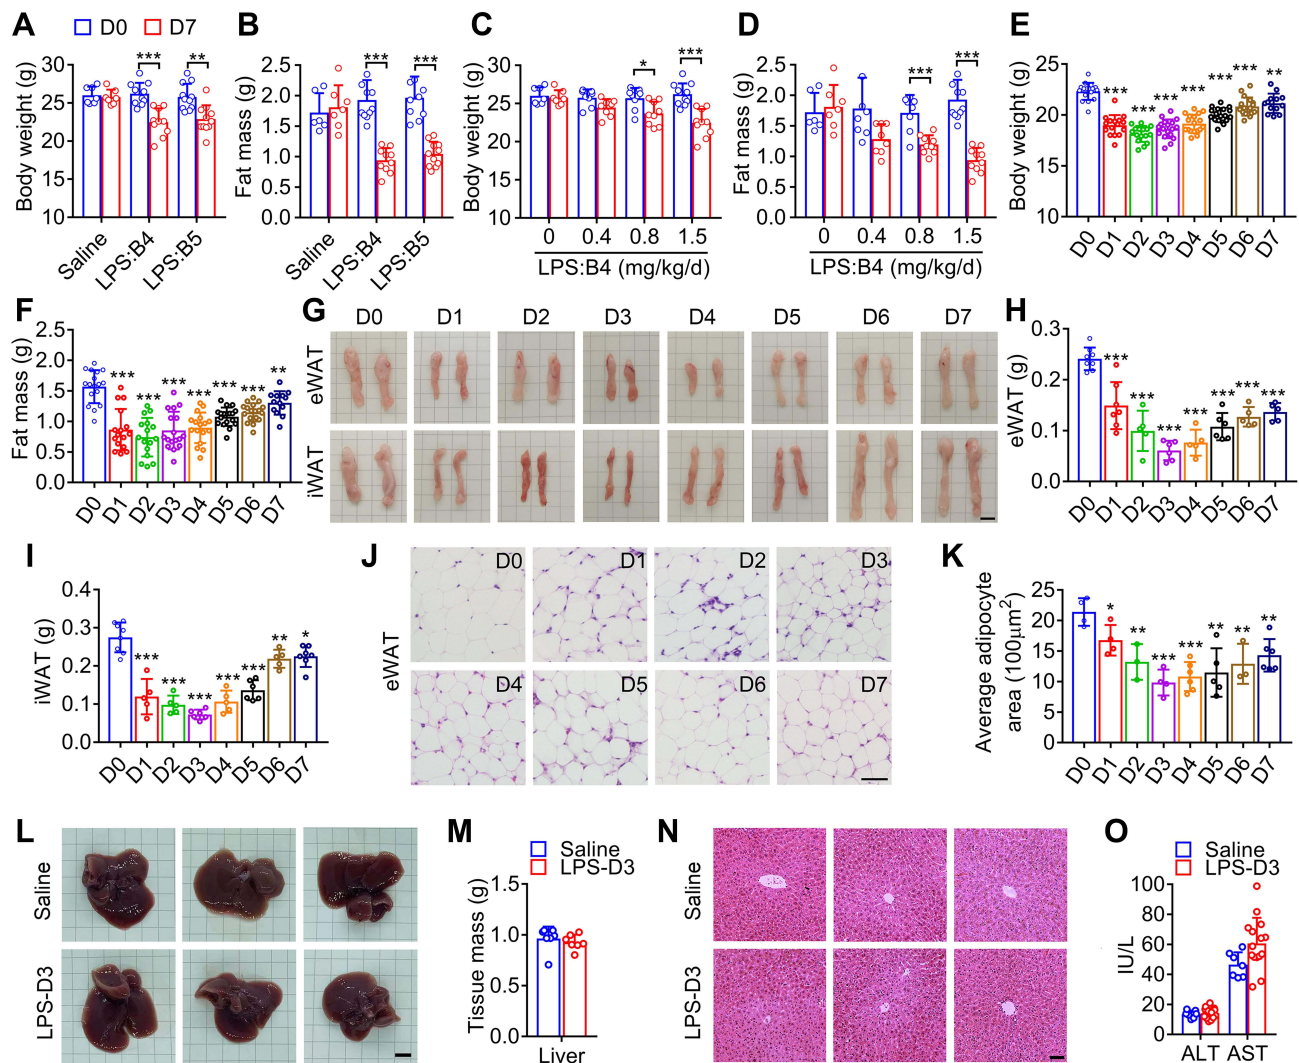 A
D0 D7
Body weight (g)
30
25
20
15
10
*** **
Saline LPS:B4 LPS:B5
B
Fat mass (g)
2.5
2.0
1.5
1.0
0.5
0.0
*** ***
Saline LPS:B4 LPS:B5
C
Body weight (g)
30
25
20
15
10
* ***
0 0.4 0.8 1.5
LPS:B4 (mg/kg/d)
D
Fat mass (g)
2.5
2.0
1.5
1.0
0.5
0.0
*** ***
0 0.4 0.8 1.5
LPS:B4 (mg/kg/d)
E
Body weight (g)
25
20
15
10
*** *** *** *** *** *** **
D0 D1 D2 D3 D4 D5 D6 D7
F
Fat mass (g)
2.5
2.0
1.5
1.0
0.5
0.0
*** *** *** *** *** *** **
D0 D1 D2 D3 D4 D5 D6 D7
G
D0 D1 D2 D3 D4 D5 D6 D7
eWAT
iWAT
H
eWAT (g)
0.3
0.2
0.1
0.0
*** *** *** *** *** *** ***
D0 D1 D2 D3 D4 D5 D6 D7
I
iWAT (g)
0.4
0.3
0.2
0.1
0.0
*** *** *** *** *** ** *
D0 D1 D2 D3 D4 D5 D6 D7
J
eWAT
D0 D1 D2 D3
D4 D5 D6 D7
K
Average adipocyte
area (100µm²)
25
20
15
10
5
0
* ** *** *** ** ** **
D0 D1 D2 D3 D4 D5 D6 D7
L
Saline
LPS-D3
M
Saline
LPS-D3
Tissue mass (g)
1.5
1.0
0.5
0.0
Liver
N
Saline
LPS-D3
O
Saline
LPS-D3
IU/L
100
80
60
40
20
0
ALT AST